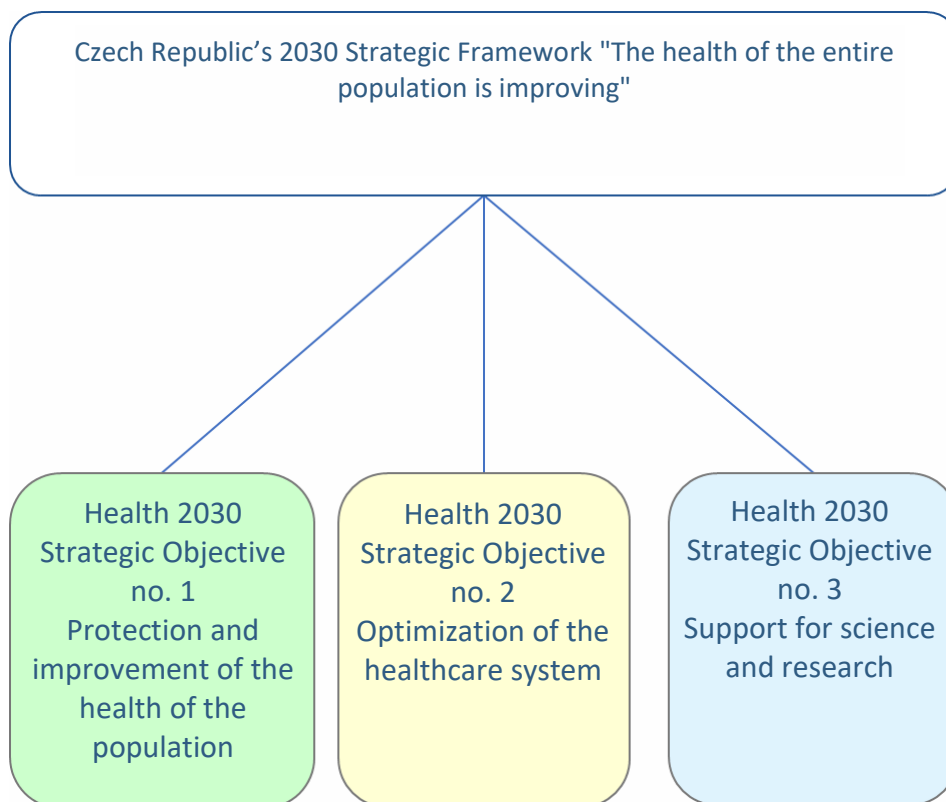 Czech Republic’s 2030 Strategic Framework "The health of the entire
population is improving"
Health 2030
Strategic Objective
no. 1
Protection and
improvement of the
health of the
population
Health 2030
Strategic Objective
no. 2
Optimization of the
healthcare system
Health 2030
Strategic Objective
no. 3
Support for science
and research